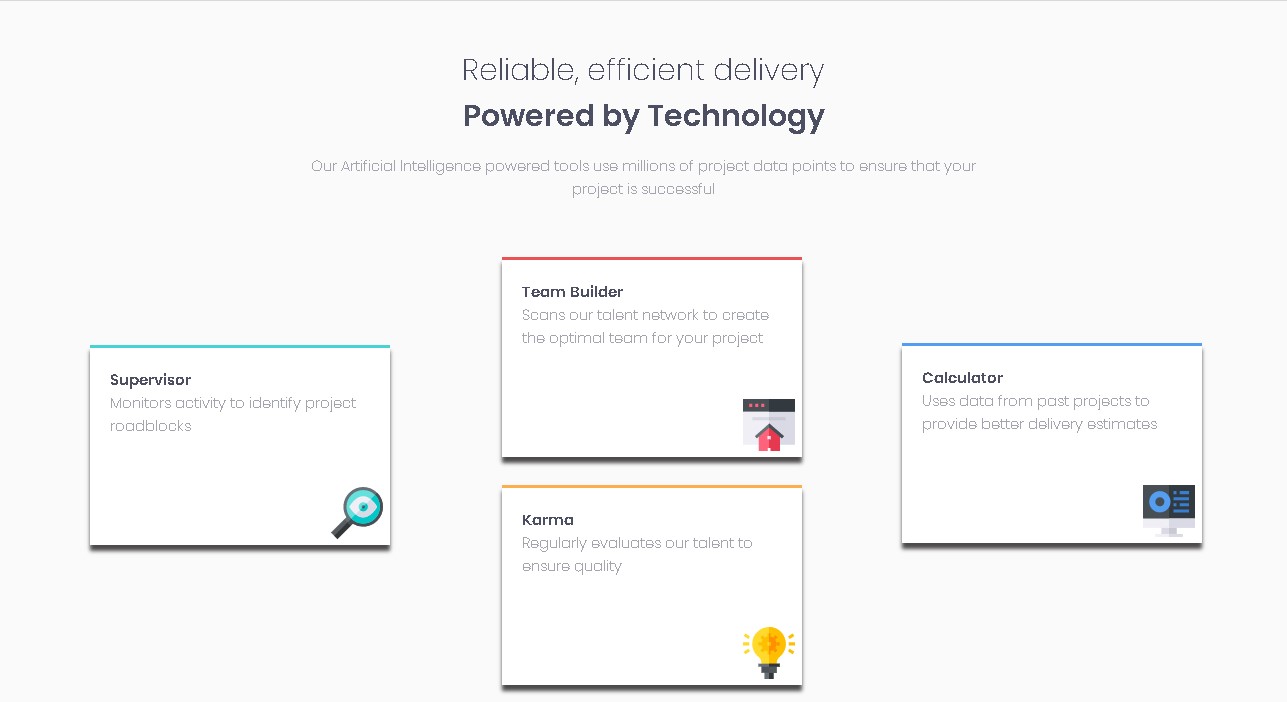 Reliable, efficient delivery
Powered by Technology
Our Artificial Intelligence powered tools use millions of project data points to ensure that your
project is successful
Supervisor
Monitors activity to identify project
roadblocks
Team Builder
Scans our talent network to create
the optimal team for your project
Karma
Regularly evaluates our talent to
ensure quality
Calculator
Uses data from past projects to
provide better delivery estimates